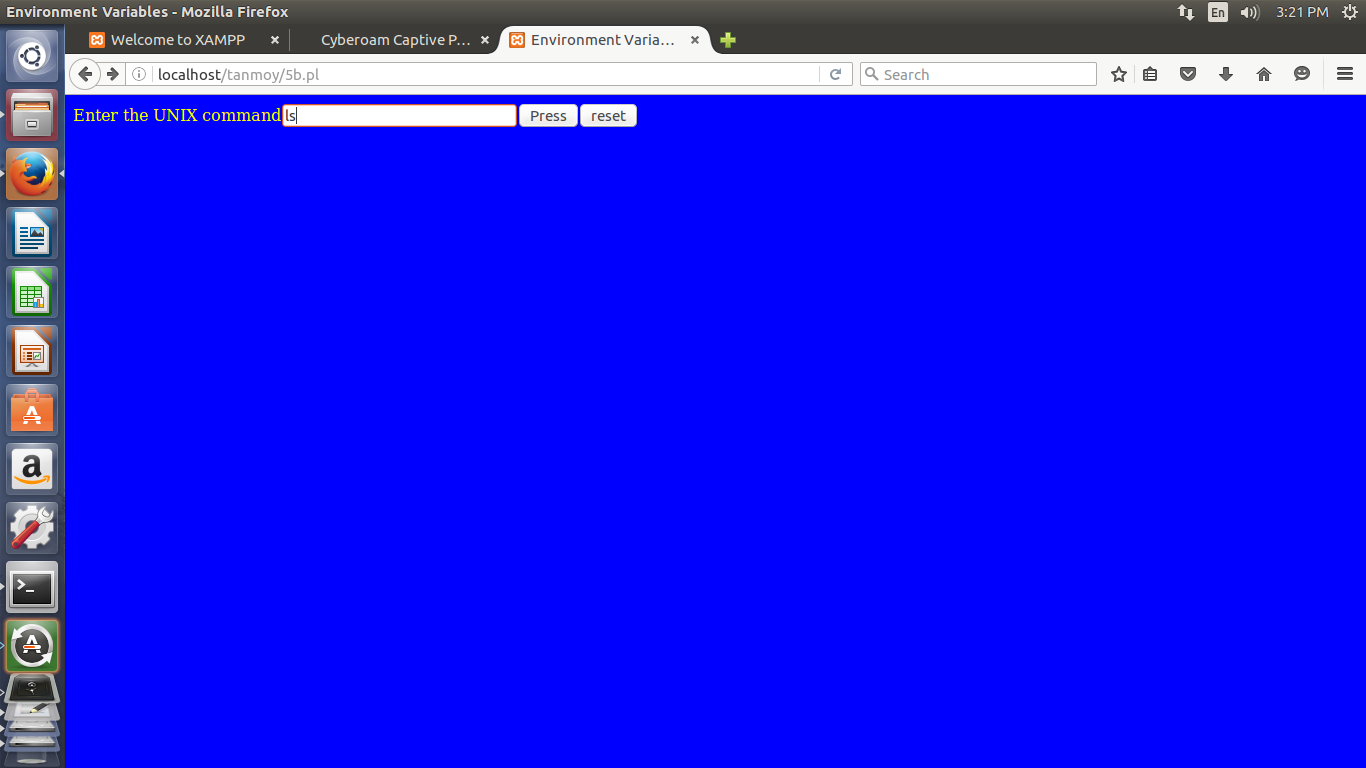 Environment Variables - Mozilla Firefox
En
3:21 PM
Welcome to XAMPP
Cyberoam Captive P...
Environment Varia...
localhost/tanmoy/5b.pl
Search
Enter the UNIX command ls Press reset